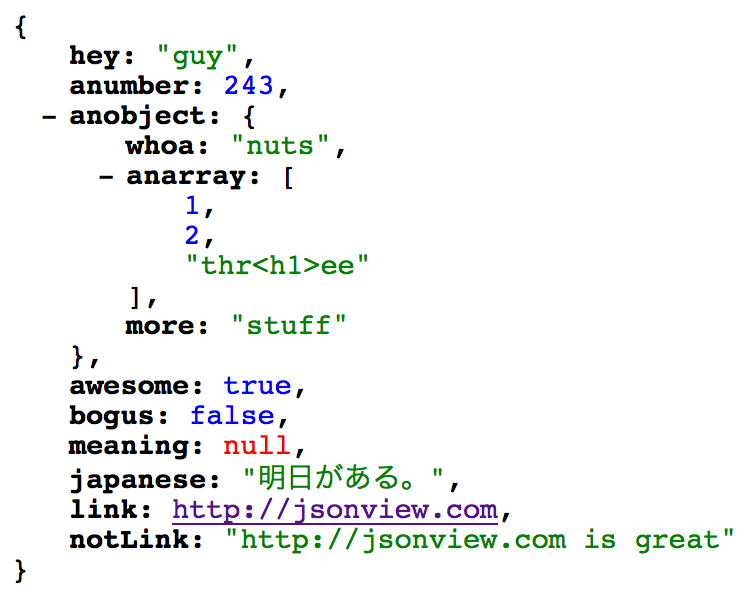 {
hey: "guy",
anumber: 243,
- anobject: {
whoa: "nuts",
- anarray: [
1,
2,
"thr<h1>ee"
],
more: "stuff"
},
awesome: true,
bogus: false,
meaning: null,
japanese: "明日がある。",
link: http://jsonview.com,
notLink: "http://jsonview.com is great"
}